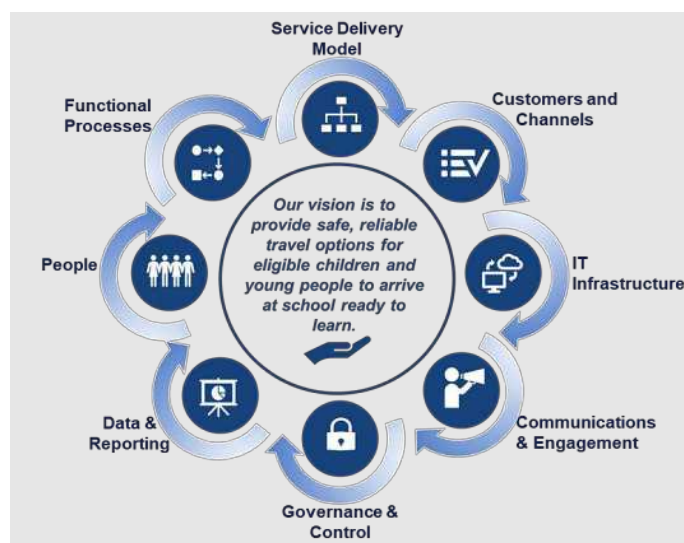 Service Delivery
Model
Customers and
Channels
IT
Infrastructure
Communications
& Engagement
Governance &
Control
Data &
Reporting
People
Functional
Processes
Our vision is to
provide safe, reliable
travel options for
eligible children and
young people to arrive
at school ready to
learn.